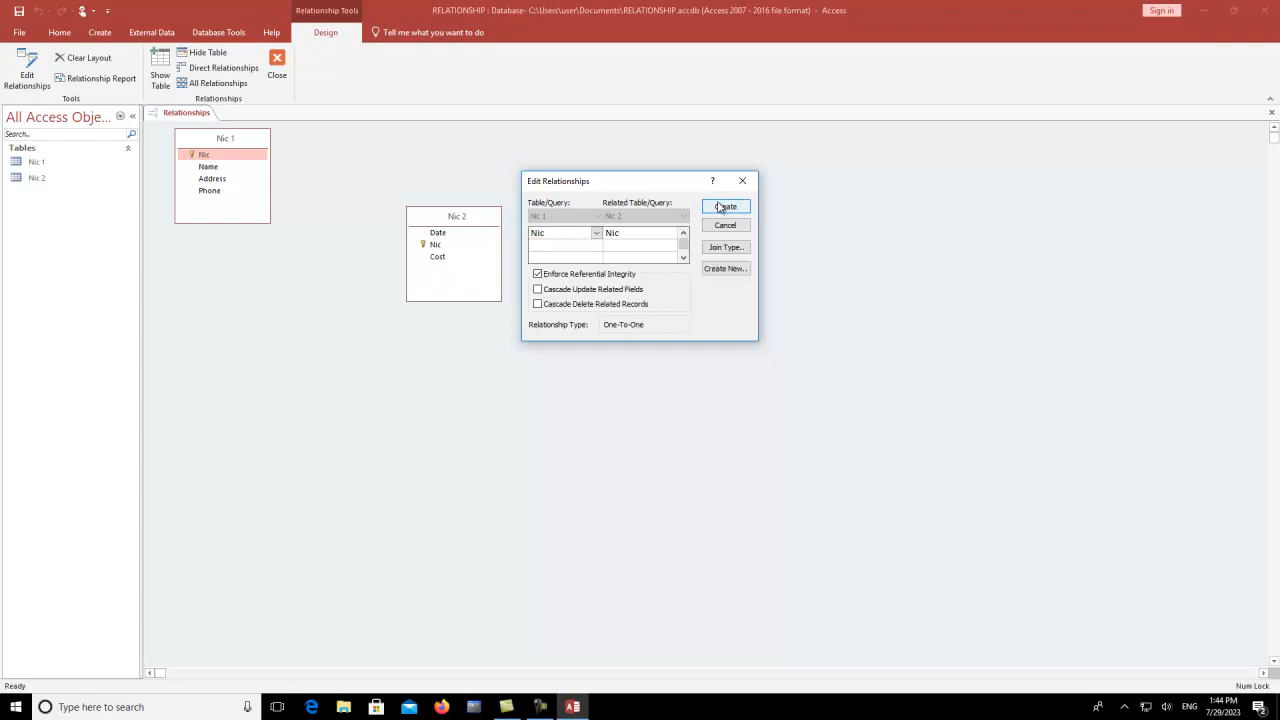 RELATIONSHIP : Database- C:\Users\user\Documents\RELATIONSHIP.accdb (Access 2007 - 2016 file format) - Access
Relationship Tools
Sign in
File Home Create External Data Database Tools Help Design Tell me what you want to do
Edit Relationships
Clear Layout
Relationship Report
Tools
Show Table
Hide Table
Direct Relationships
All Relationships
Relationships
Close
All Access Obje...
Search..
Tables
Nic 1
Nic 2
Relationships
Nic 1
Nic
Name
Address
Phone
Nic 2
Date
Nic
Cost
Edit Relationships
?
Table/Query: Related Table/Query:
Nic 1 Nic 2
Nic Nic
Enforce Referential Integrity
Cascade Update Related Fields
Cascade Delete Related Records
Relationship Type: One-To-One
Create
Cancel
Join Type..
Create New..
Ready
Num Lock
Type here to search
ENG
1:44 PM
7/29/2023
2